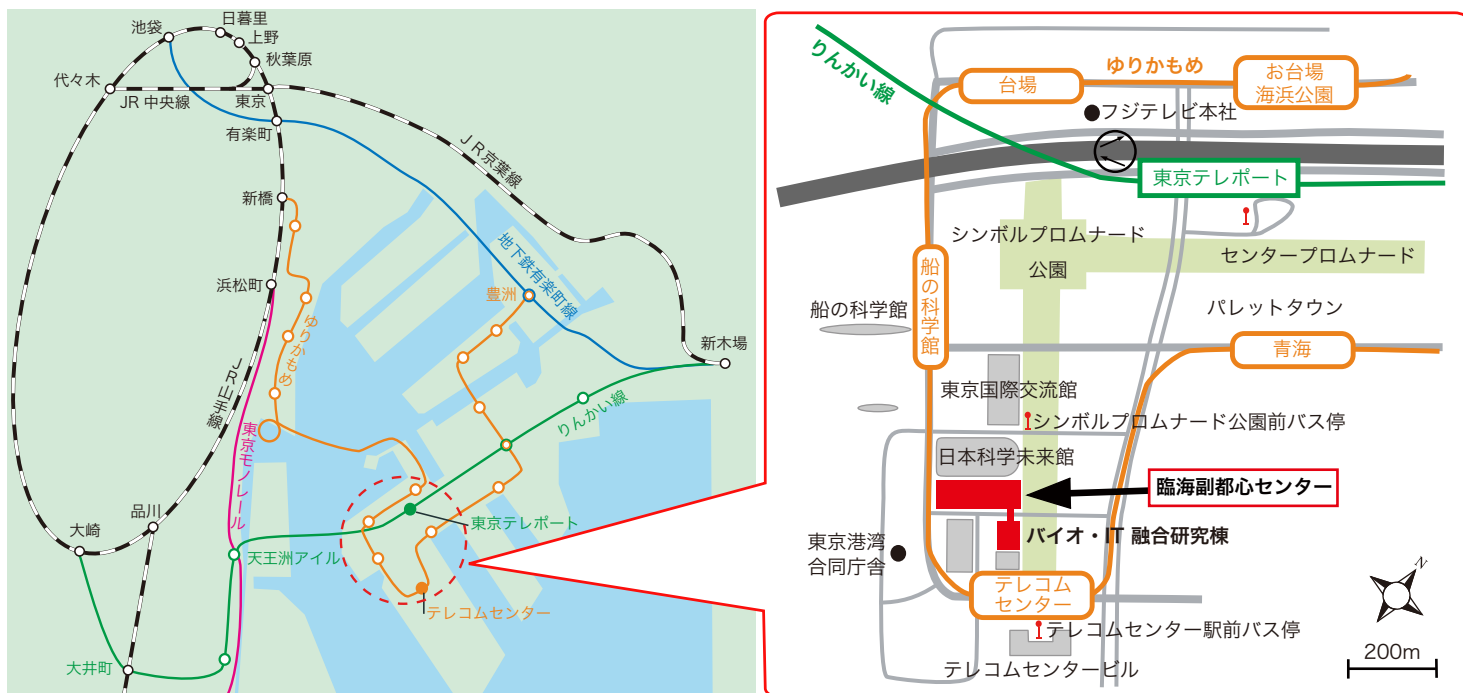 池袋
日暮里
上野
秋葉原
代々木
JR 中央線
東京
有楽町
JR京葉線
新橋
地下鉄有楽町線
浜松町
豊洲
ゆりかもめ
新木場
JR山手線
りんかい線
東京モノレール
品川
大崎
東京テレポート
天王洲アイル
テレコムセンター
大井町
りんかい線
ゆりかもめ
台場
お台場
海浜公園
フジテレビ本社
東京テレポート
シンボルプロムナード
公園
センタープロムナード
船の科学館
船の科学館
パレットタウン
青海
東京国際交流館
シンボルプロムナード公園前バス停
日本科学未来館
臨海副都心センター
バイオ・IT 融合研究棟
東京港湾
合同庁舎
テレコム
センター
N
テレコムセンター駅前バス停
テレコムセンタービル
200m